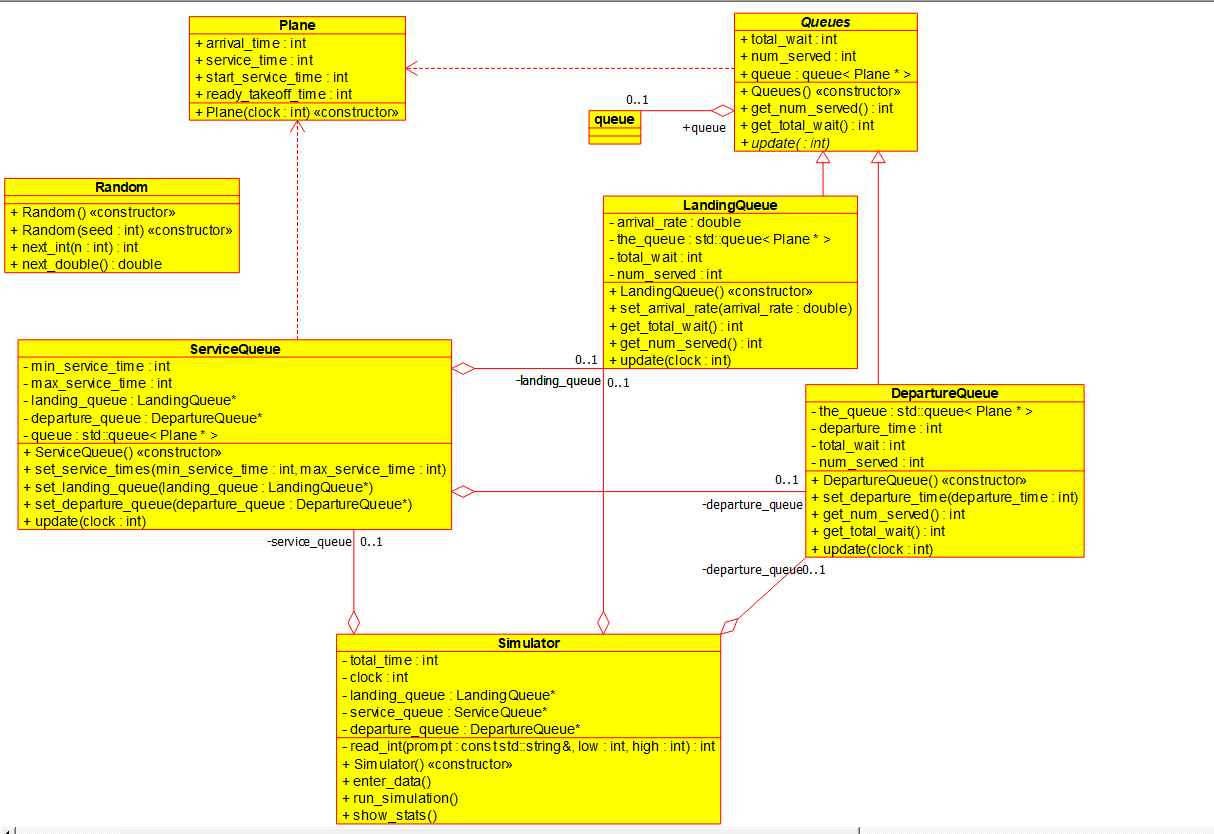 Plane
+ arrival_time : int
+ service_time : int
+ start_service_time : int
+ ready_takeoff_time : int
+ Plane(clock : int) «constructor»
Queues
+ total_wait : int
+ num_served : int
+ queue : queue< Plane * >
+ Queues() «constructor»
+ get_num_served() : int
+ get_total_wait() : int
+ update( : int)
0..1
queue
+queue
Random
+ Random() «constructor»
+ Random(seed : int) «constructor»
+ next_int(n : int) : int
+ next_double() : double
LandingQueue
- arrival_rate : double
- the_queue : std::queue< Plane * >
- total_wait : int
- num_served : int
+ LandingQueue() «constructor»
+ set_arrival_rate(arrival_rate : double)
+ get_total_wait() : int
+ get_num_served() : int
+ update(clock : int)
ServiceQueue
- min_service_time : int
- max_service_time : int
- landing_queue : LandingQueue*
- departure_queue : DepartureQueue*
- queue : std::queue< Plane * >
+ ServiceQueue() «constructor»
+ set_service_times(min_service_time : int, max_service_time : int)
+ set_landing_queue(landing_queue : LandingQueue*)
+ set_departure_queue(departure_queue : DepartureQueue*)
+ update(clock : int)
0..1
-landing_queue
0..1
DepartureQueue
- the_queue : std::queue< Plane * >
- departure_time : int
- total_wait : int
- num_served : int
+ DepartureQueue() «constructor»
+ set_departure_time(departure_time : int)
+ get_num_served() : int
+ get_total_wait() : int
+ update(clock : int)
0..1
-departure_queue
-service_queue 0..1
-departure_queue 0..1
Simulator
- total_time : int
- clock : int
- landing_queue : LandingQueue*
- service_queue : ServiceQueue*
- departure_queue : DepartureQueue*
- read_int(prompt : const std::string&, low : int, high : int) : int
+ Simulator() «constructor»
+ enter_data()
+ run_simulation()
+ show_stats()